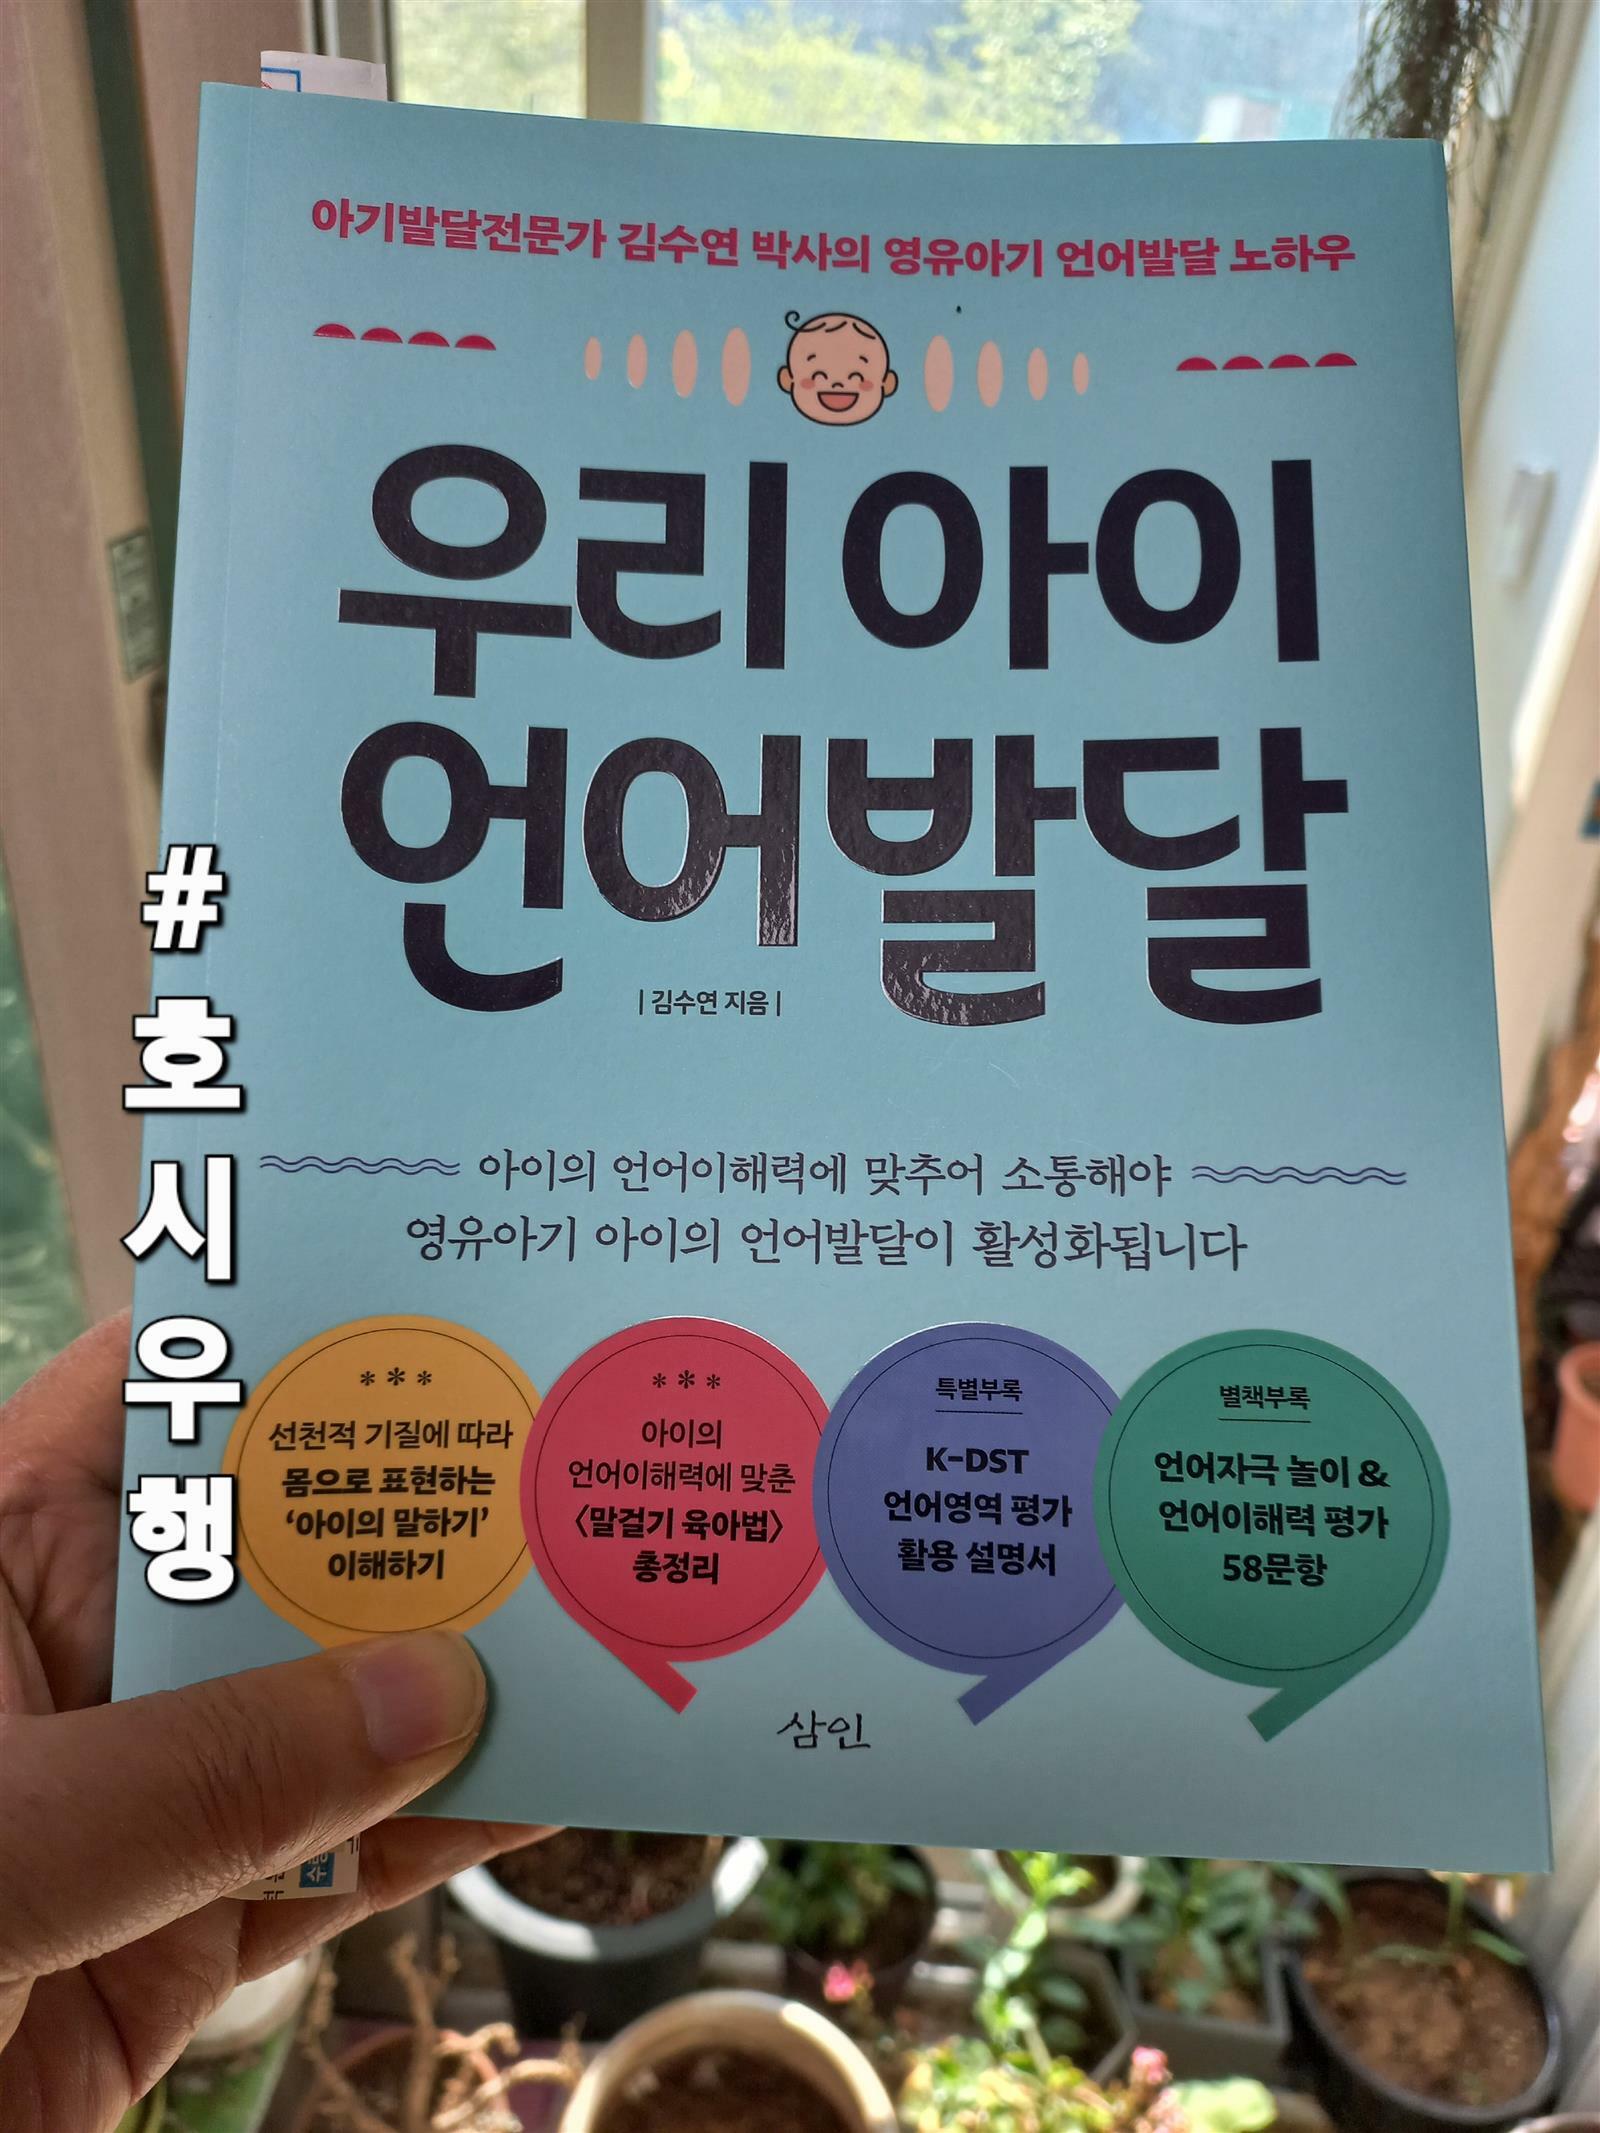 아기발달전문가 김수연 박사의 영유아기 언어발달 노하우
우리 아이
언어발달
| 김수연 지음 |
아이의 언어이해력에 맞추어 소통해야
영유아기 아이의 언어발달이 활성화됩니다
***
선천적 기질에 따라
몸으로 표현하는
‘아이의 말하기’
이해하기
***
아이의
언어이해력에 맞춘
〈말걸기 육아법〉
총정리
특별부록
K-DST
언어영역 평가
활용 설명서
별책부록
언어자극 놀이 &
언어이해력 평가
58문항
삼인
#호시우행